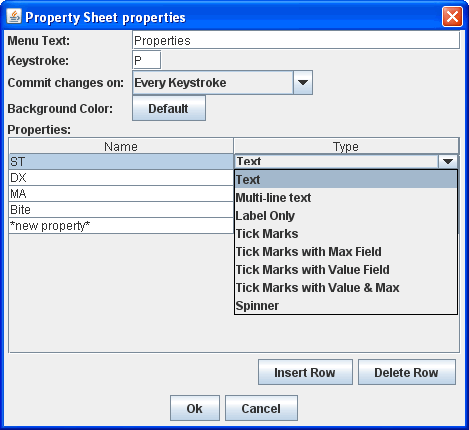 Property Sheet properties
Menu Text: Properties
Keystroke: P
Commit changes on: Every Keystroke
Background Color: Default
Properties:
Name Type
ST Text
DX Text
MA Multi-line text
Bite Label Only
*new property* Tick Marks
Tick Marks with Max Field
Tick Marks with Value Field
Tick Marks with Value & Max
Spinner
Insert Row Delete Row
Ok Cancel